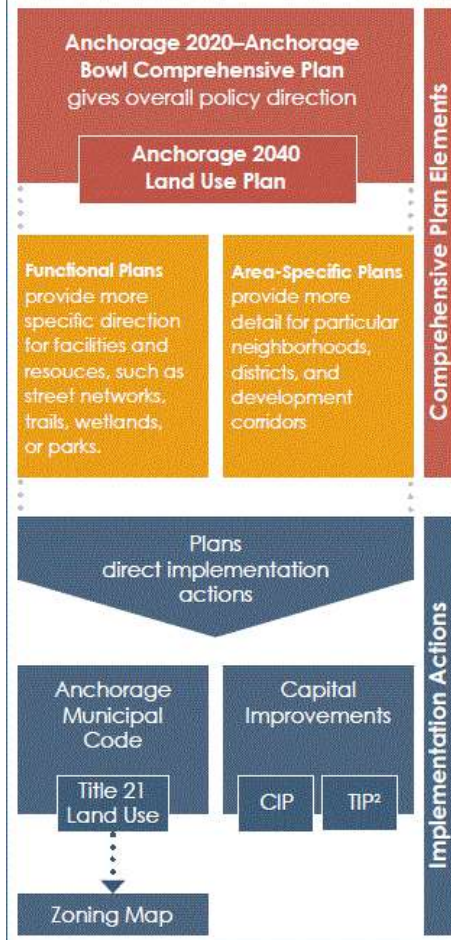 Anchorage 2020–Anchorage
Bowl Comprehensive Plan
gives overall policy direction
Anchorage 2040
Land Use Plan
Functional Plans
provide more
specific direction
for facilities and
resouces, such as
street networks,
trails, wetlands,
or parks.
Area-Specific Plans
provide more
detail for particular
neighborhoods,
districts, and
development
corridors
Comprehensive Plan Elements
Plans
direct implementation
actions
Anchorage
Municipal
Code
Title 21
Land Use
Zoning Map
Capital
Improvements
CIP
TIP²
Implementation Actions